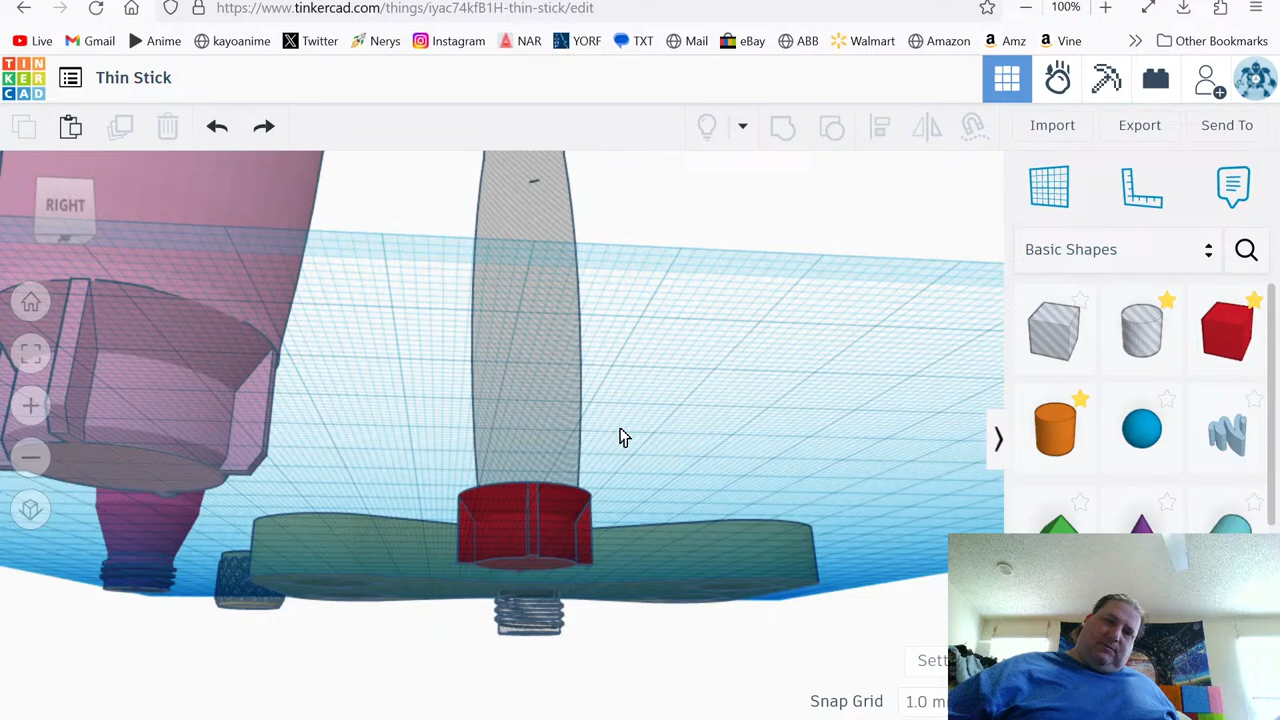 https://www.tinkercad.com/things/iyac74kfB1H-thin-stick/edit
100%
Live
Gmail
Anime
kayoanime
Twitter
Nerys
Instagram
NAR
YORF
TXT
Mail
eBay
ABB
Walmart
Amazon
Amz
Vine
Other Bookmarks
TIN
KER
CAD
Thin Stick
Import
Export
Send To
RIGHT
Basic Shapes
Sett
Snap Grid
1.0 m